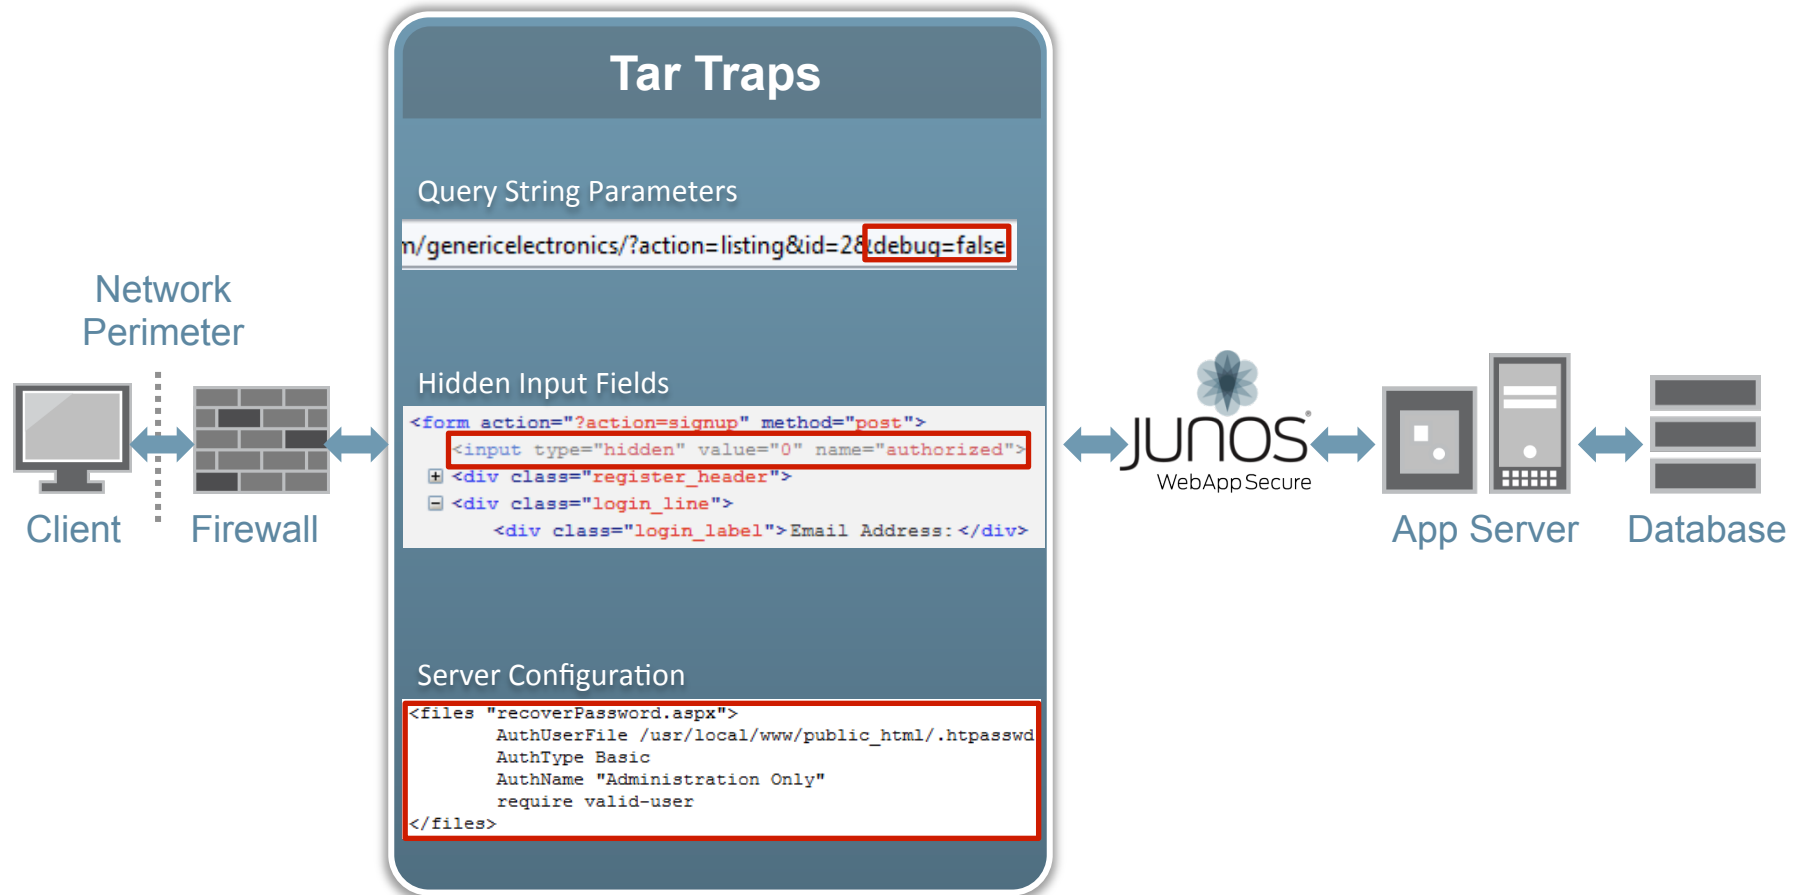 Tar Traps
Query String Parameters
m/genericelectronics/?action=listing&id=2&debug=false
Network
Perimeter
Hidden Input Fields
<form action="?action=signup" method="post">
<input type="hidden" value="0" name="authorized">
<div class="register_header">
<div class="login_line">
<div class="login_label">Email Address:</div>
Client
Firewall
JUNOS®
WebApp Secure
App Server
Database
Server Configuration
<files "recoverPassword.aspx">
AuthUserFile /usr/local/www/public_html/.htpasswd
AuthType Basic
AuthName "Administration Only"
require valid-user
</files>